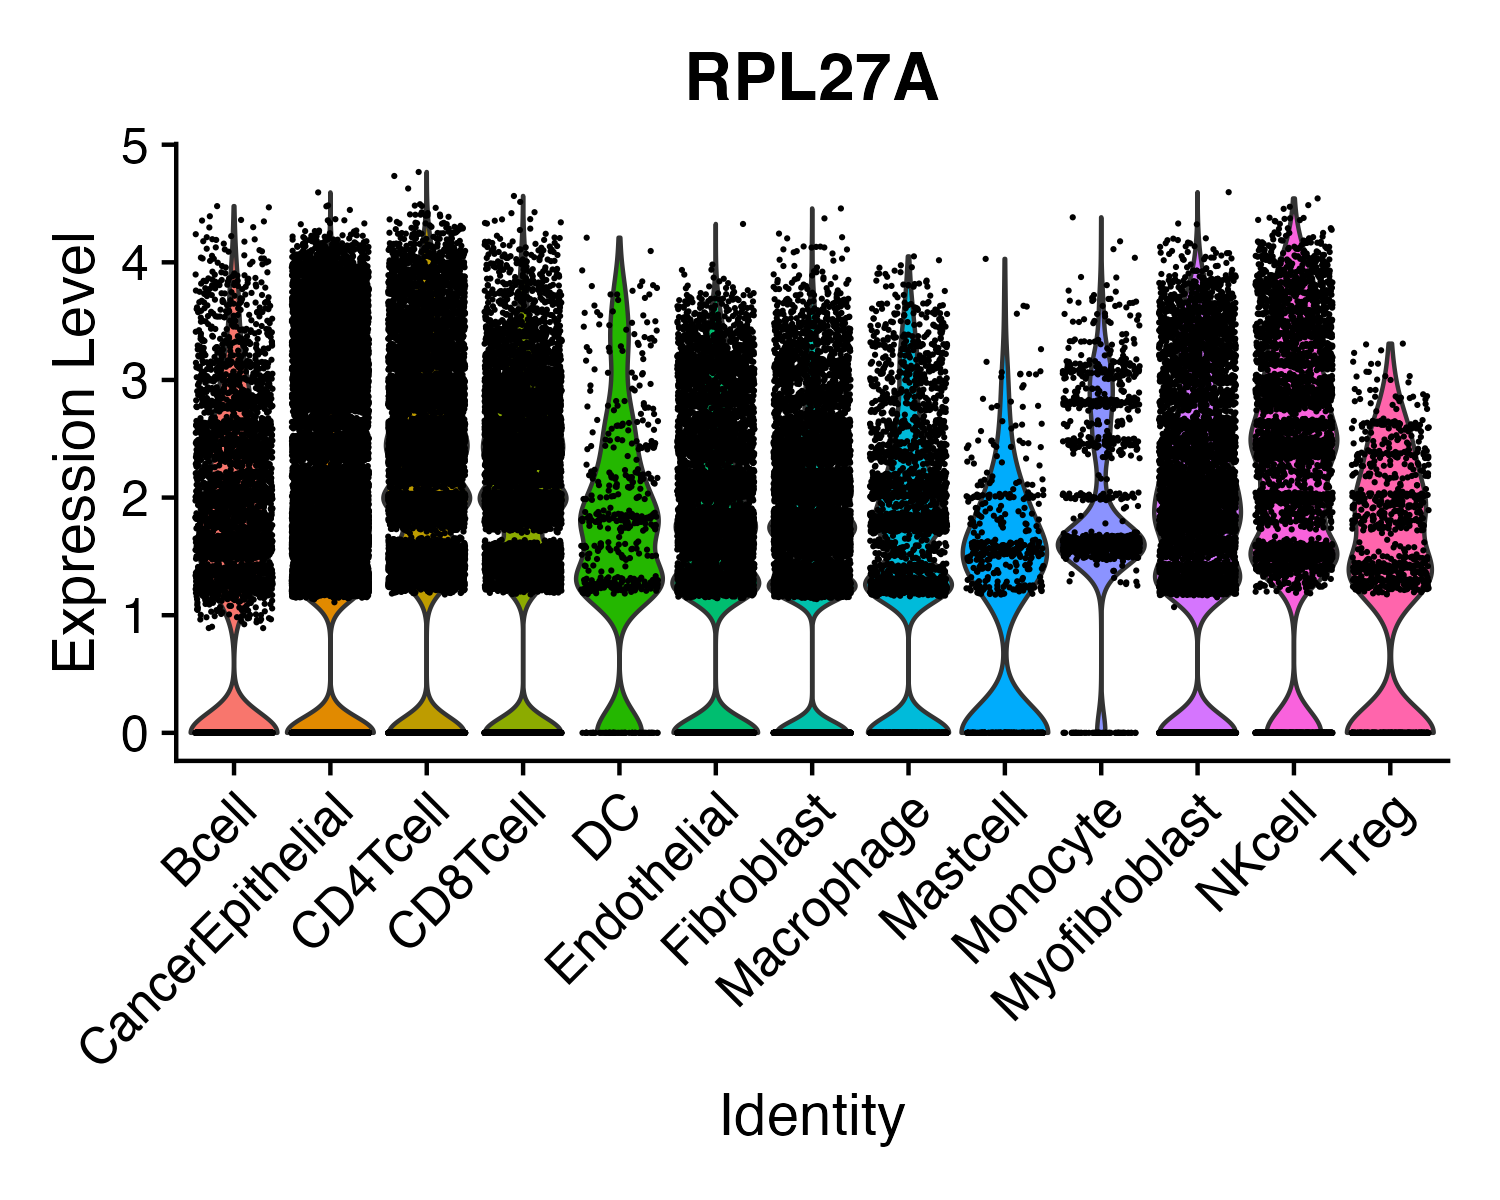 RPL27A
Expression Level
5
4
3
2
1
0
Bcell
CancerEpithelial
CD4Tcell
CD8Tcell
DC
Endothelial
Fibroblast
Macrophage
Mastcell
Monocyte
Myofibroblast
NKcell
Treg
Identity